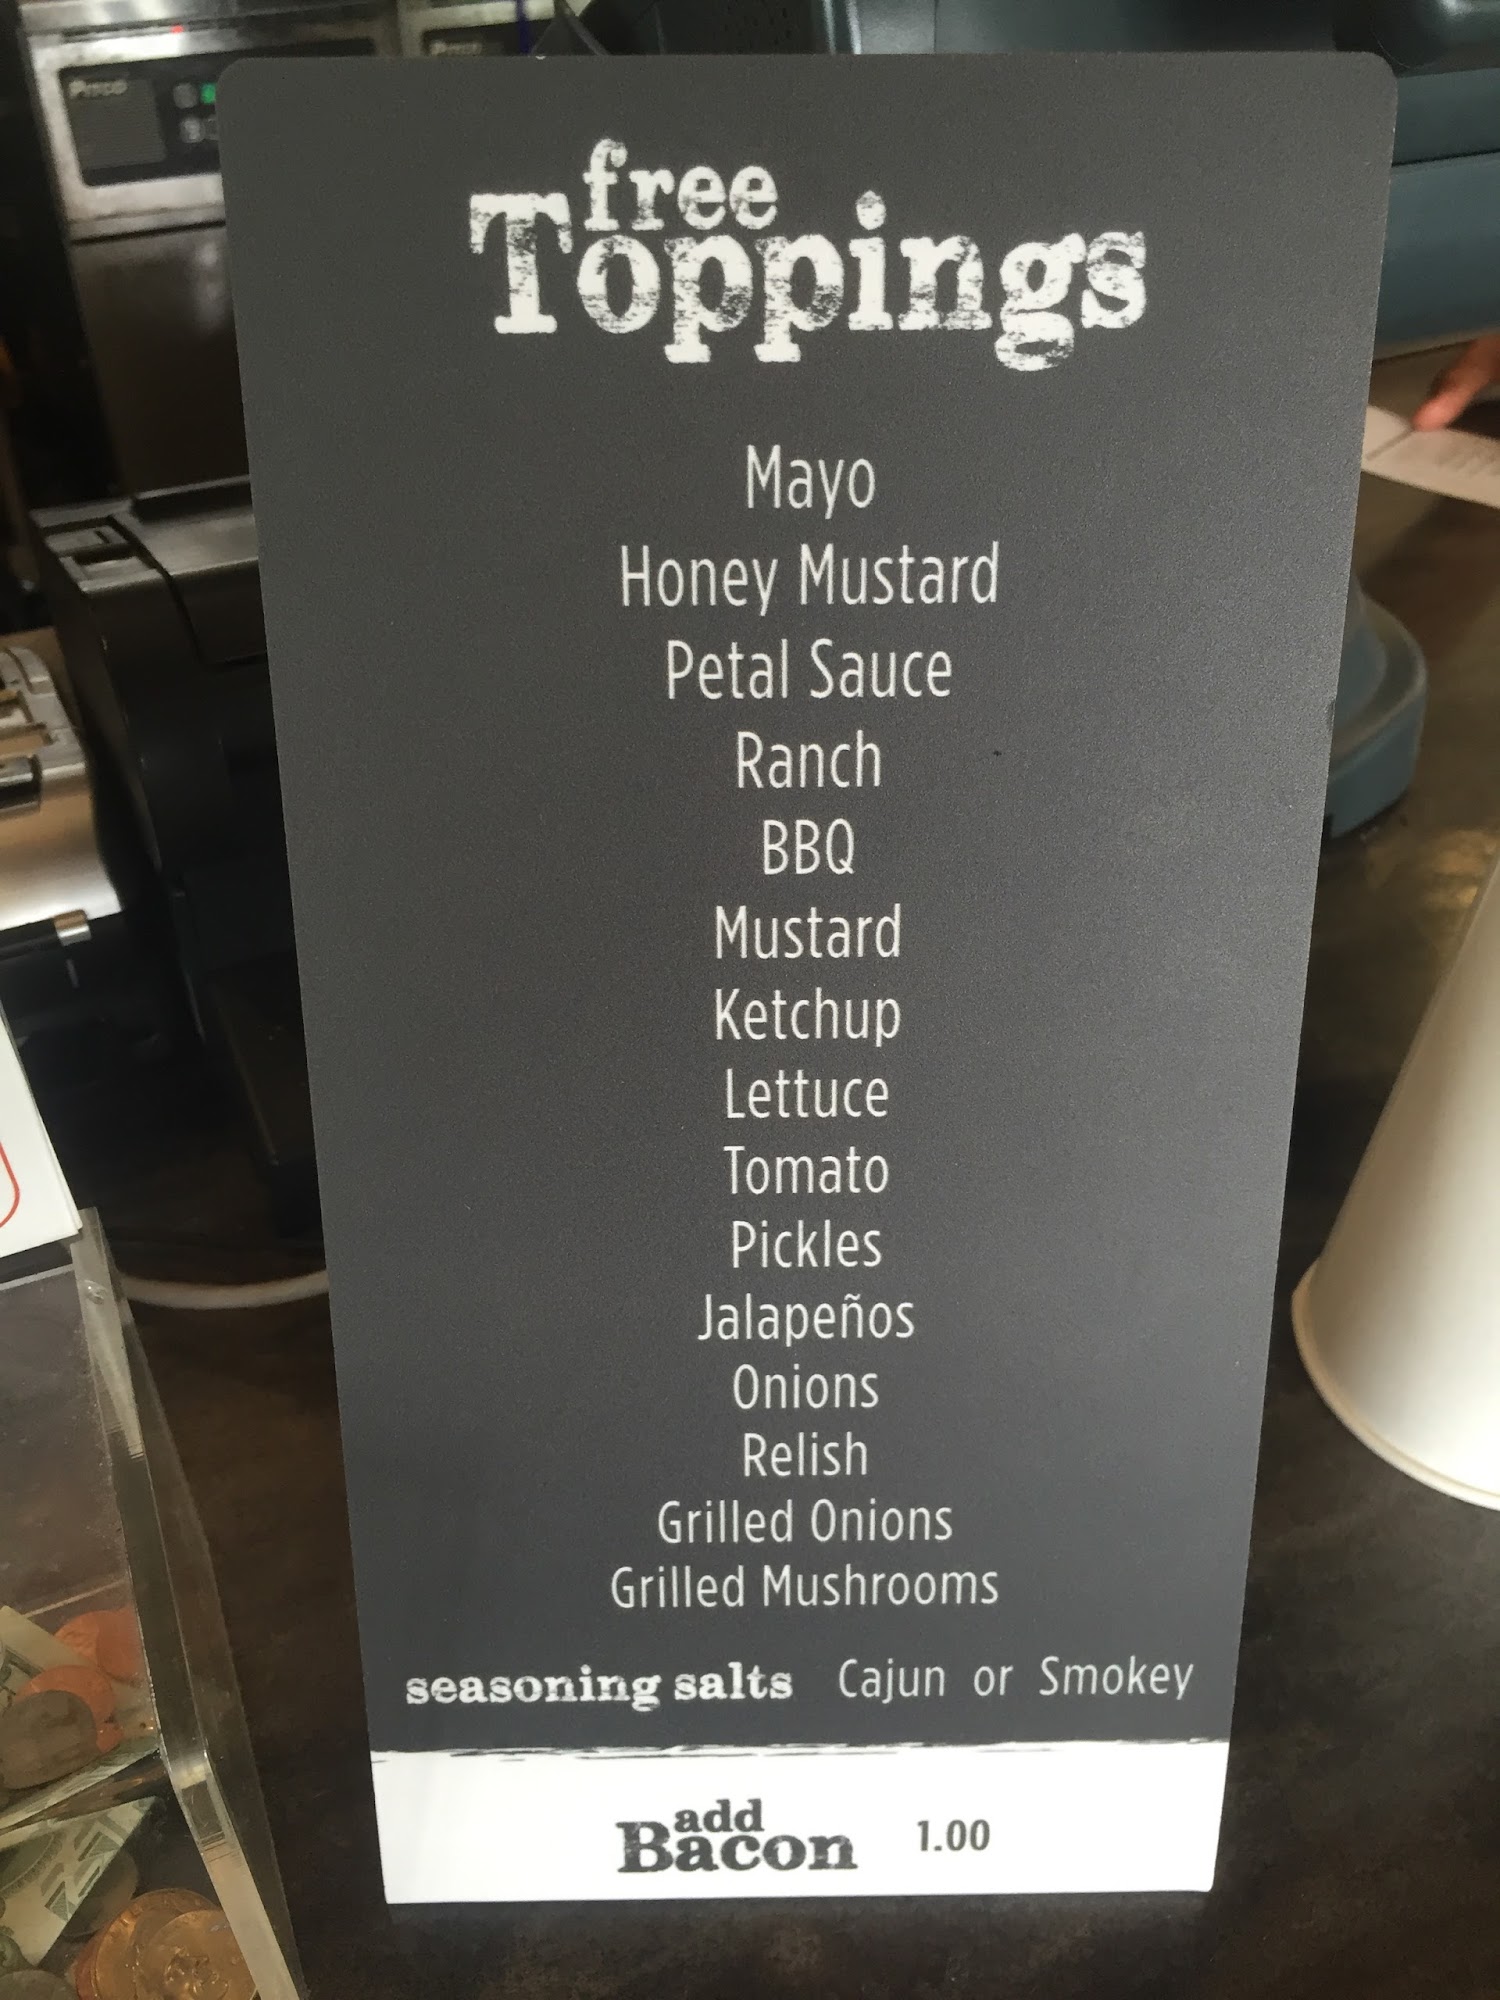 Pitco
free
Toppings
Mayo
Honey Mustard
Petal Sauce
Ranch
BBQ
Mustard
Ketchup
Lettuce
Tomato
Pickles
Jalapeños
Onions
Relish
Grilled Onions
Grilled Mushrooms
seasoning salts Cajun or Smokey
add
Bacon 1.00